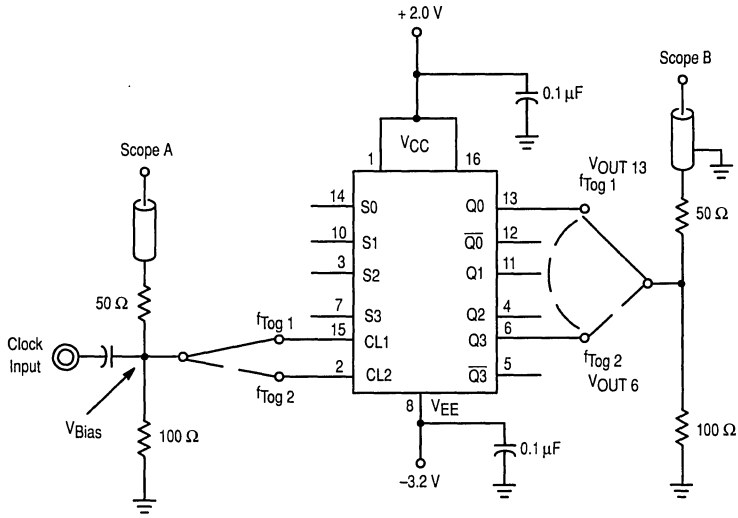 + 2.0 V
Scope B
0.1 µF
Scope A
VCC
1
16
VOUT 13
fTog 1
14
S0
Q0
13
50 Ω
10
S1
Q0
12
3
S2
Q1
11
50 Ω
7
S3
Q2
4
fTog 1
15
CL1
Q3
6
Clock
Input
fTog 2
VOUT 6
2
CL2
Q3
5
fTog 2
VBias
100 Ω
8
VEE
100 Ω
0.1 µF
–3.2 V